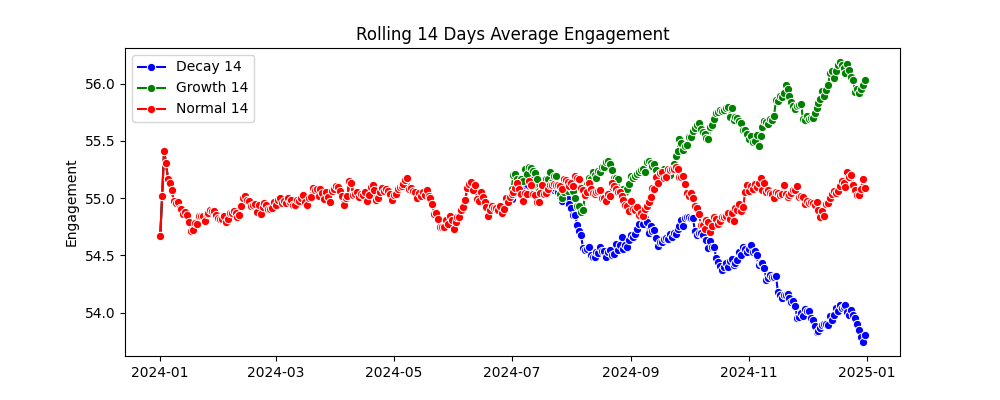 Rolling 14 Days Average Engagement
Decay 14
Growth 14
Normal 14
Engagement
56.0
55.5
55.0
54.5
54.0
2024-01
2024-03
2024-05
2024-07
2024-09
2024-11
2025-01